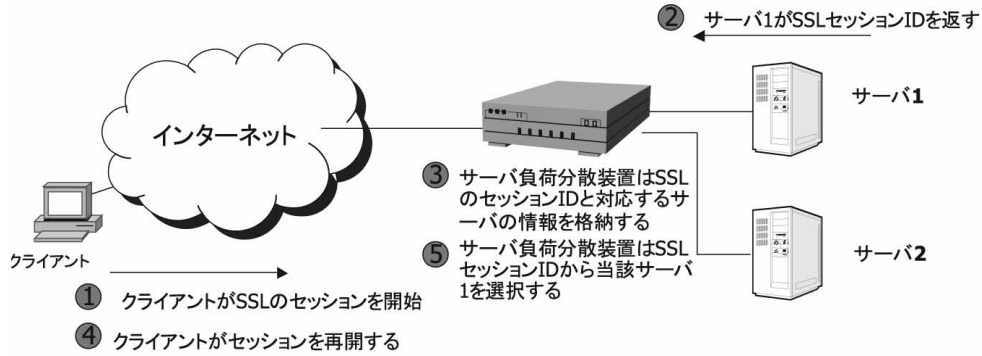 ② サーバ1がSSLセッションIDを返す
サーバ1
インターネット
③ サーバ負荷分散装置はSSL
のセッションIDと対応するサ
ーバの情報を格納する
⑤ サーバ負荷分散装置はSSL
セッションIDから当該サーバ
1を選択する
サーバ2
クライアント
① クライアントがSSLのセッションを開始
④ クライアントがセッションを再開する